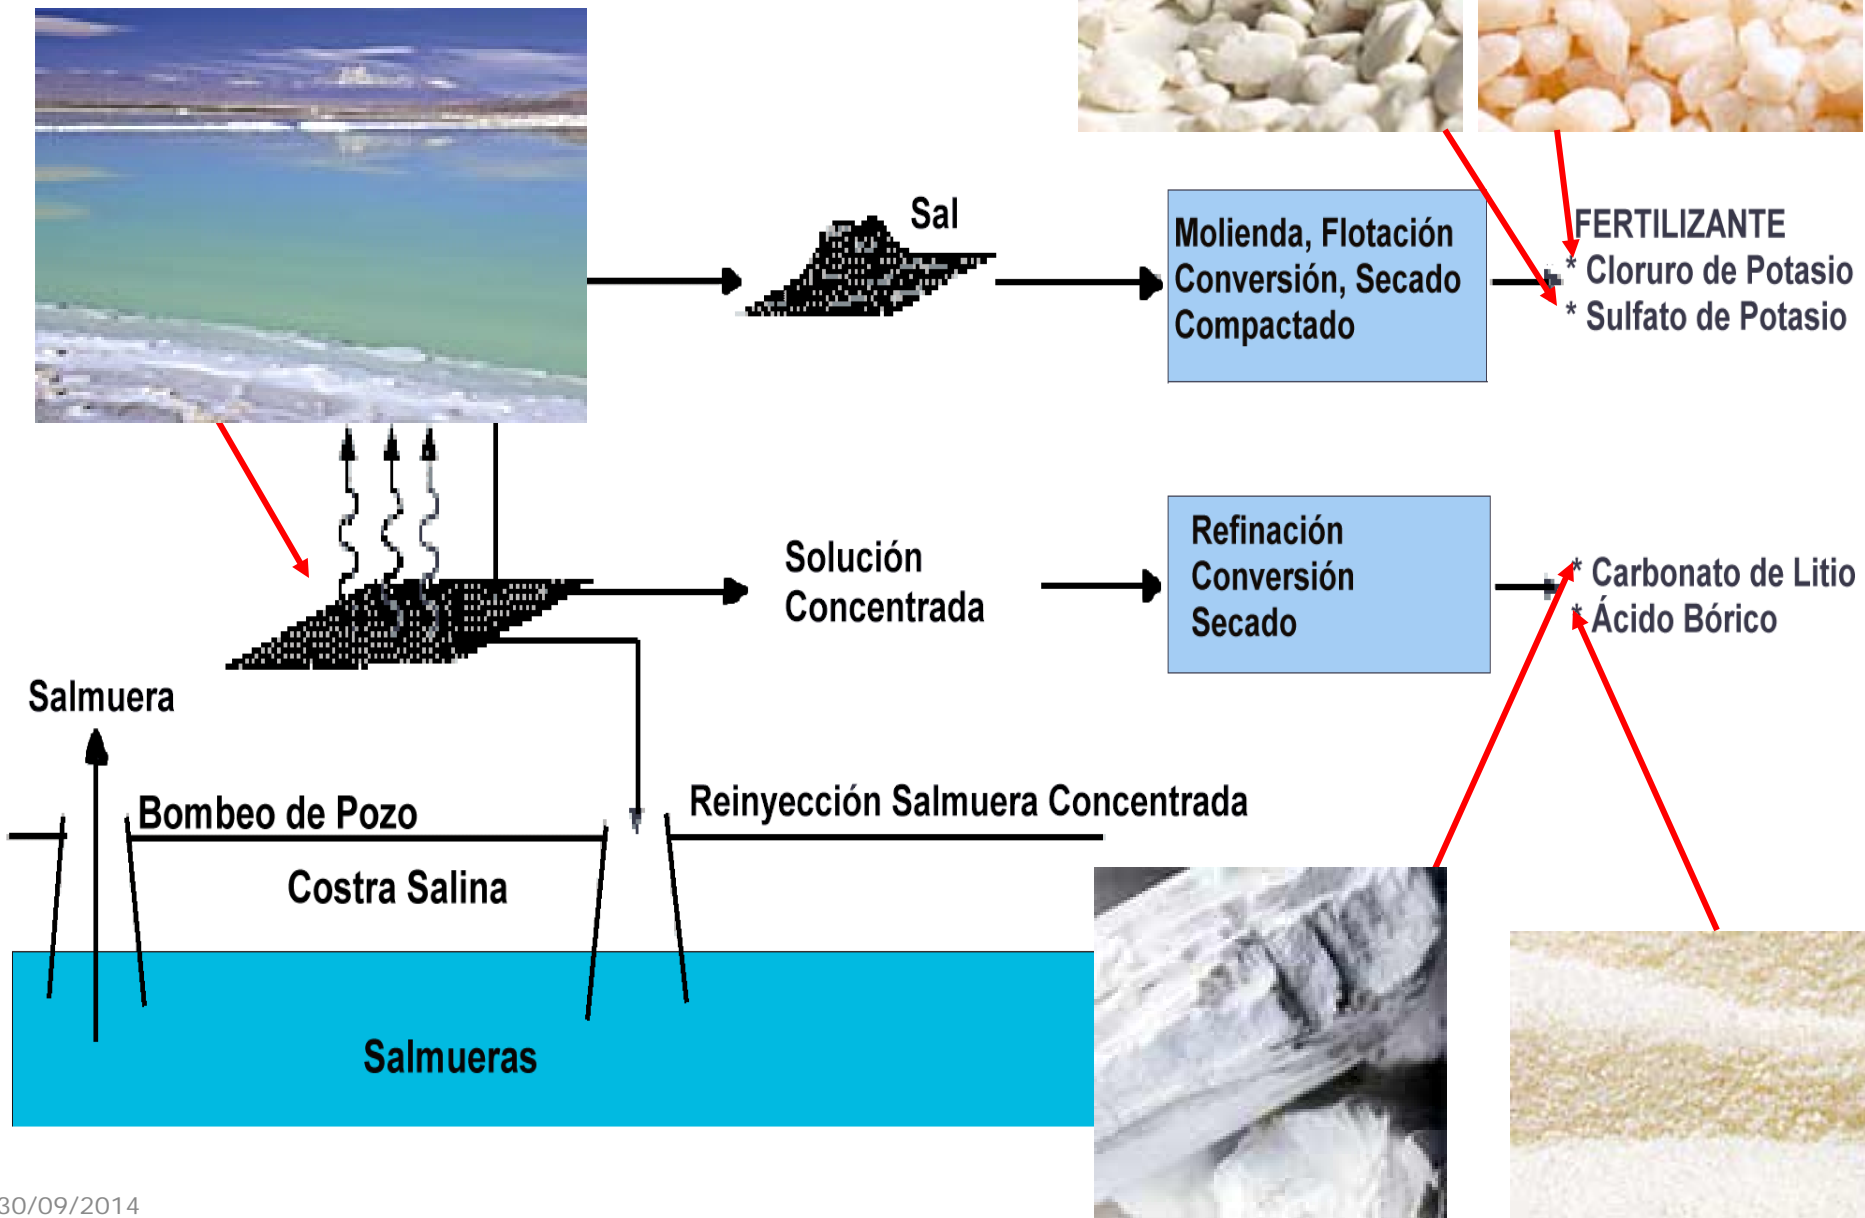 Sal
Molienda, Flotación
Conversión, Secado
Compactado
FERTILIZANTE
* Cloruro de Potasio
* Sulfato de Potasio
Solución
Concentrada
Refinación
Conversión
Secado
* Carbonato de Litio
* Ácido Bórico
Salmuera
Bombeo de Pozo
Reinyección Salmuera Concentrada
Costra Salina
Salmueras
30/09/2014